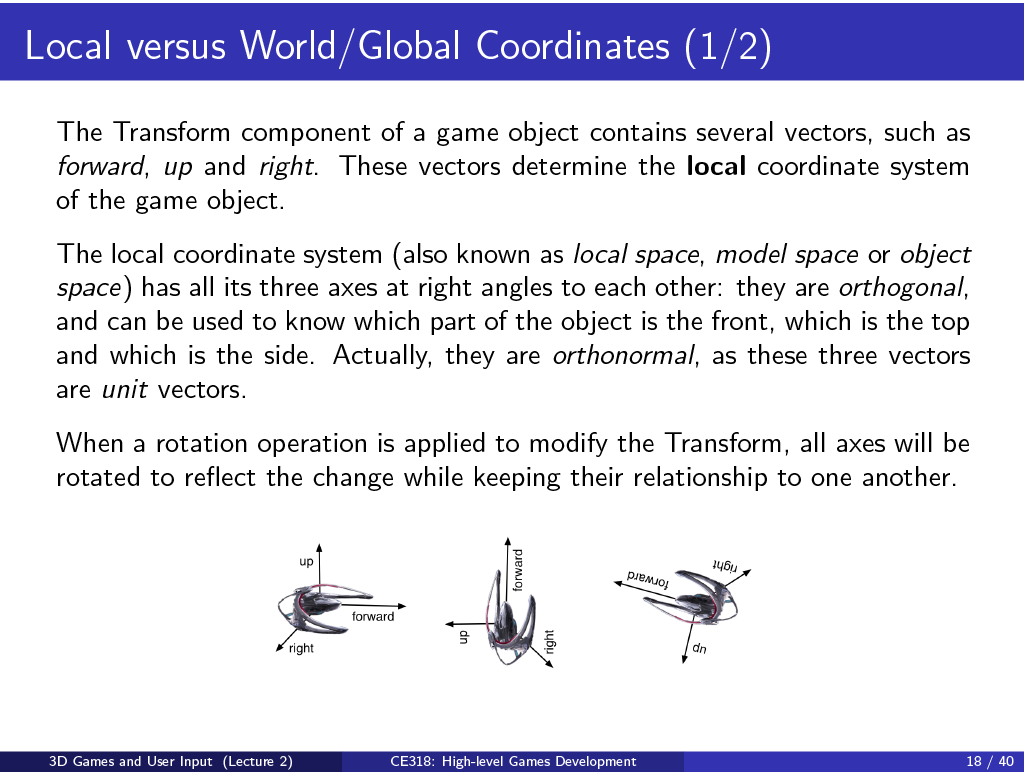 Local versus World/Global Coordinates (1/2)
The Transform component of a game object contains several vectors, such as
forward, up and right. These vectors determine the local coordinate system
of the game object.
The local coordinate system (also known as local space, model space or object
space) has all its three axes at right angles to each other: they are orthogonal,
and can be used to know which part of the object is the front, which is the top
and which is the side. Actually, they are orthonormal, as these three vectors
are unit vectors.
When a rotation operation is applied to modify the Transform, all axes will be
rotated to reflect the change while keeping their relationship to one another.
up
forward
right
forward
up
right
forward
right
up
3D Games and User Input (Lecture 2)
CE318: High-level Games Development
18 / 40